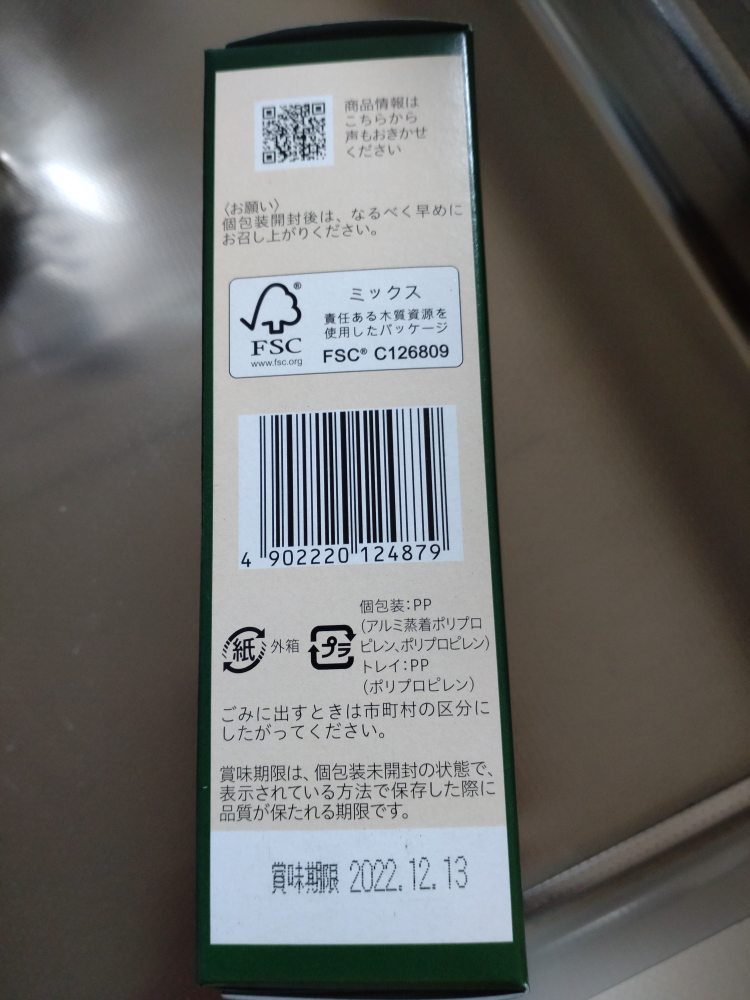 商品情報は
こちらから
声もおきかせ
ください
〈お願い〉
個包装開封後は、なるべく早めに
お召し上がりください。
®
FSC
www.fsc.org
ミックス
責任ある木質資源を
使用したパッケージ
FSC® C126809
4 902220 124879
紙
外箱
プラ
個包装:PP
(アルミ蒸着ポリプロ
ピレン、ポリプロピレン)
トレイ:PP
(ポリプロピレン)
ごみに出すときは市町村の区分に
したがってください。
賞味期限は、個包装未開封の状態で、
表示されている方法で保存した際に
品質が保たれる期限です。
賞味期限 2022.12.13